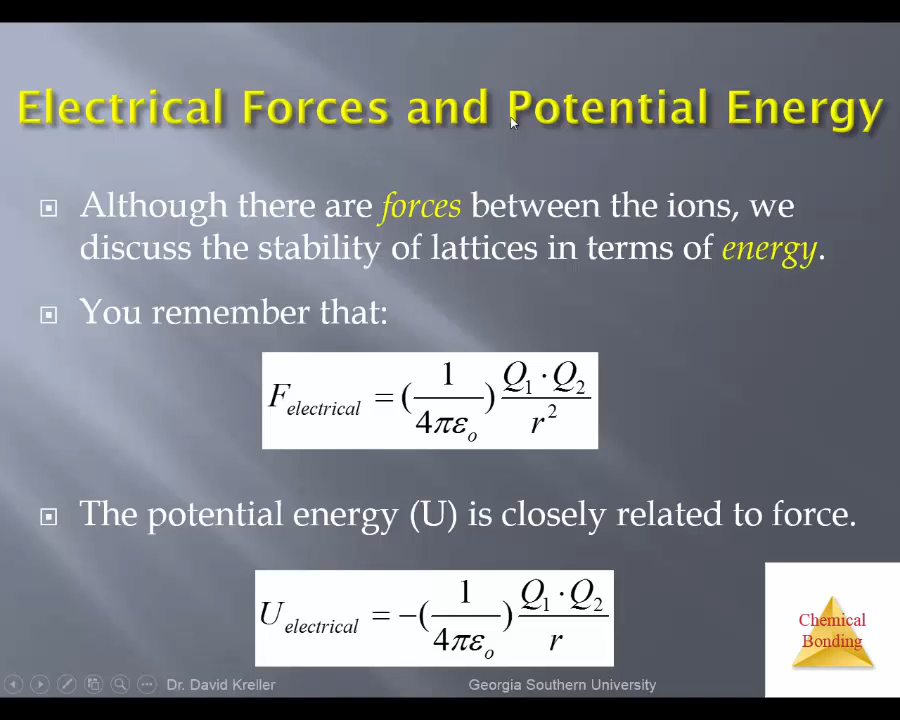 Electrical Forces and Potential Energy
Although there are forces between the ions, we
discuss the stability of lattices in terms of energy.
You remember that:
F_electrical = (1/4πε_o) Q_1 · Q_2 / r^2
The potential energy (U) is closely related to force.
U_electrical = −(1/4πε_o) Q_1 · Q_2 / r
Chemical
Bonding
Dr. David Kreller
Georgia Southern University